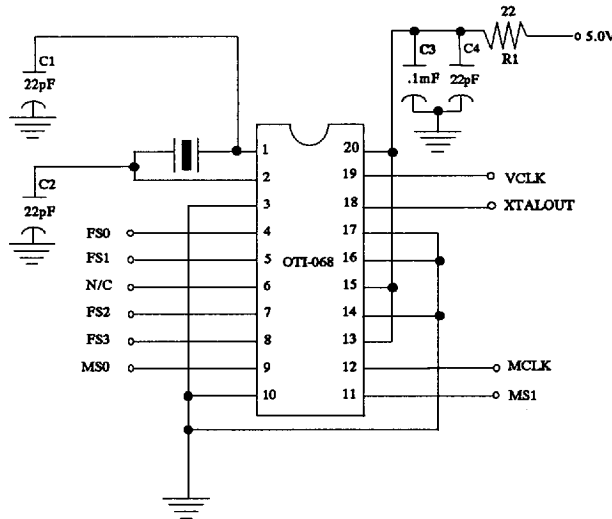 22
5.0V
R1
C3
C4
.1mF
22pF
C1
22pF
C2
22pF
OTI-068
1
2
3
4
5
6
7
8
9
10
20
19
18
17
16
15
14
13
12
11
FS0
FS1
N/C
FS2
FS3
MS0
VCLK
XTALOUT
MCLK
MS1